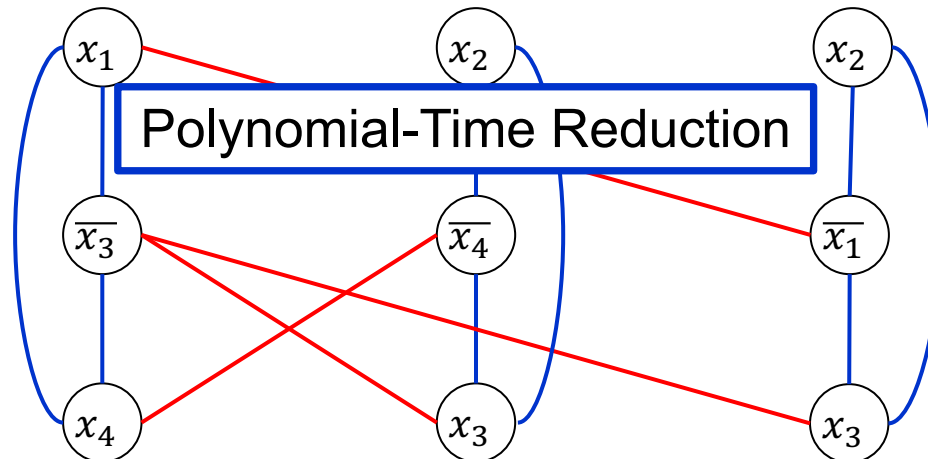 x₁ x₂ x₂
Polynomial-Time Reduction
x̅₃ x̅₄ x̅₁
x₄ x₃ x₃